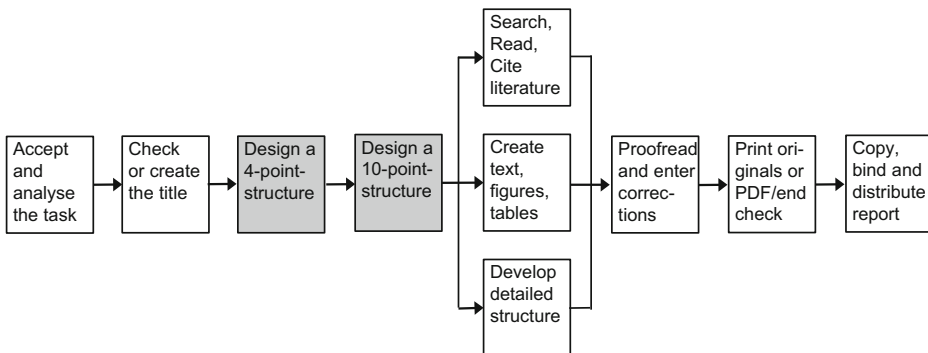 Accept
and
analyse
the task
Check
or create
the title
Design a
4-point-
structure
Design a
10-point-
structure
Search,
Read,
Cite
literature
Create
text,
figures,
tables
Develop
detailed
structure
Proofread
and enter
correc-
tions
Print ori-
ginals or
PDF/end
check
Copy,
bind and
distribute
report